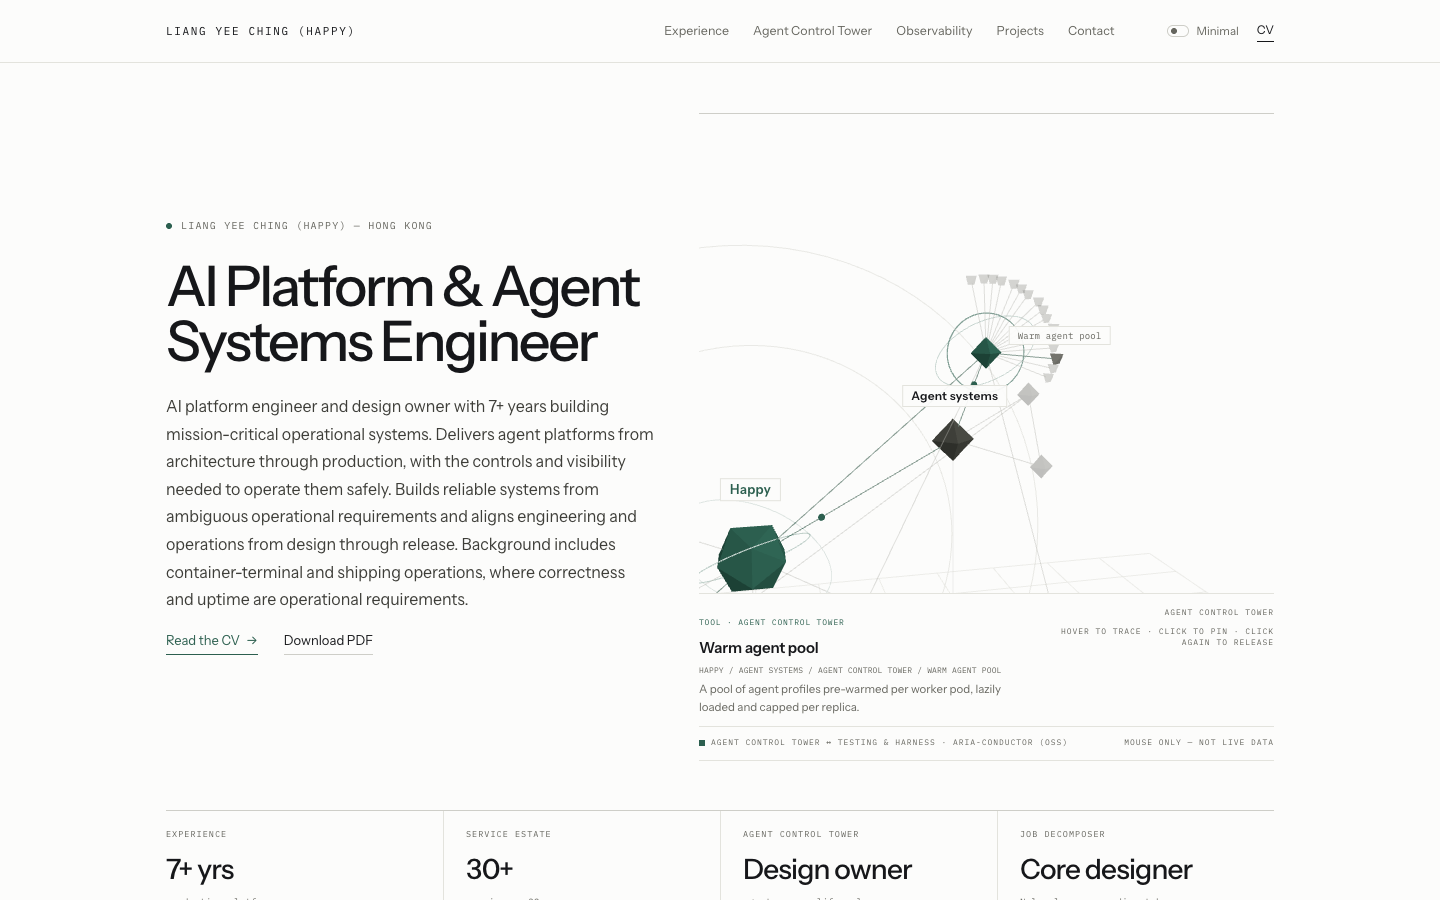 LIANG YEE CHING (HAPPY)
Experience
Agent Control Tower
Observability
Projects
Contact
Minimal
CV
LIANG YEE CHING (HAPPY) — HONG KONG
AI Platform & Agent
Systems Engineer
AI platform engineer and design owner with 7+ years building
mission-critical operational systems. Delivers agent platforms from
architecture through production, with the controls and visibility
needed to operate them safely. Builds reliable systems from
ambiguous operational requirements and aligns engineering and
operations from design through release. Background includes
container-terminal and shipping operations, where correctness
and uptime are operational requirements.
Read the CV →
Download PDF
Warm agent pool
Agent systems
Happy
TOOL · AGENT CONTROL TOWER
Warm agent pool
HAPPY / AGENT SYSTEMS / AGENT CONTROL TOWER / WARM AGENT POOL
A pool of agent profiles pre-warmed per worker pod, lazily
loaded and capped per replica.
AGENT CONTROL TOWER
HOVER TO TRACE · CLICK TO PIN · CLICK
AGAIN TO RELEASE
AGENT CONTROL TOWER ↔ TESTING & HARNESS · ARIA-CONDUCTOR (OSS)
MOUSE ONLY — NOT LIVE DATA
EXPERIENCE
7+ yrs
SERVICE ESTATE
30+
AGENT CONTROL TOWER
Design owner
JOB DECOMPOSER
Core designer